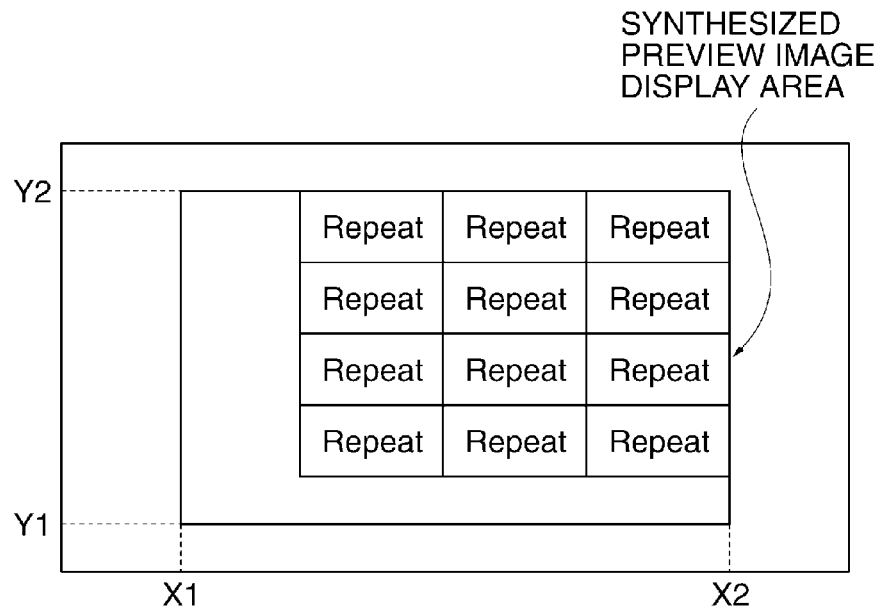 SYNTHESIZED
PREVIEW IMAGE
DISPLAY AREA
Y2
Repeat Repeat Repeat
Repeat Repeat Repeat
Repeat Repeat Repeat
Repeat Repeat Repeat
Y1
X1 X2